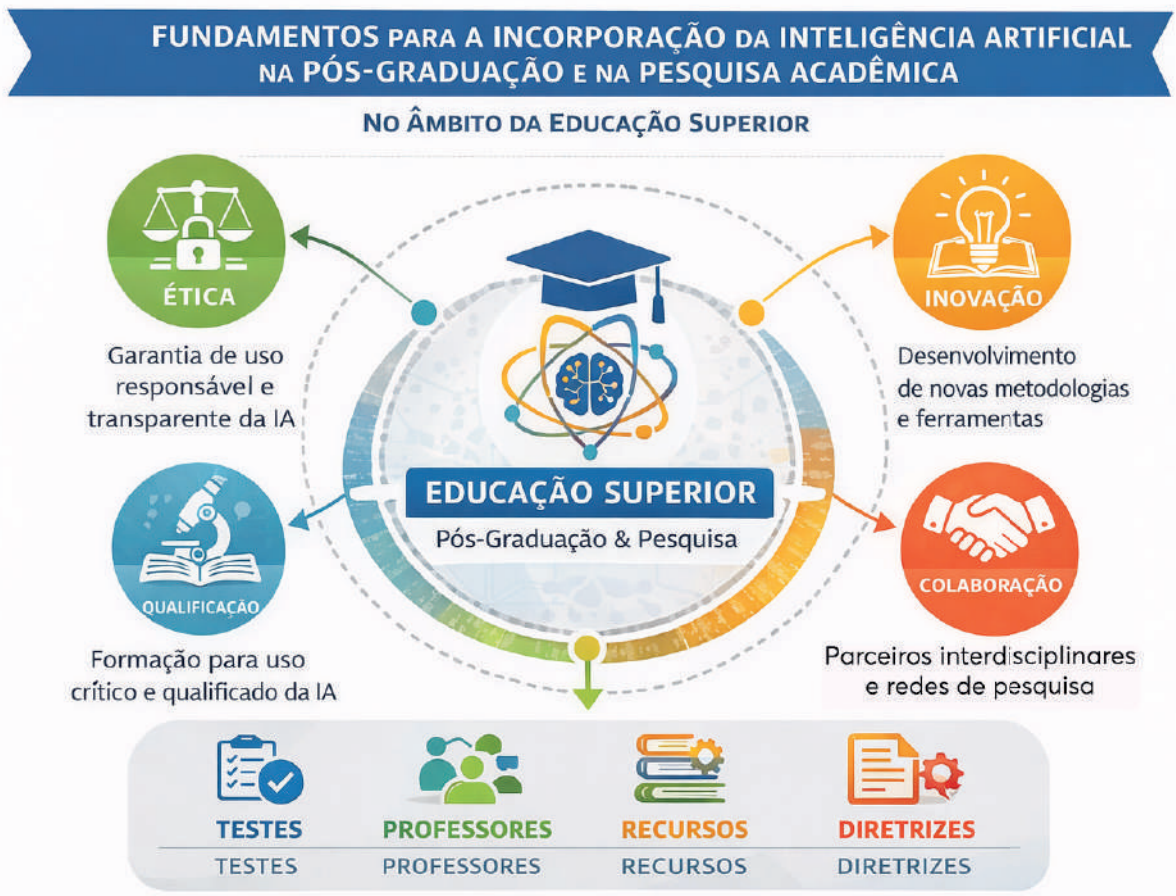 FUNDAMENTOS PARA A INCORPORAÇÃO DA INTELIGÊNCIA ARTIFICIAL
NA PÓS-GRADUAÇÃO E NA PESQUISA ACADÊMICA
NO ÂMBITO DA EDUCAÇÃO SUPERIOR
ÉTICA
Garantia de uso
responsável e
transparente da IA
INOVAÇÃO
Desenvolvimento
de novas metodologias
e ferramentas
EDUCAÇÃO SUPERIOR
Pós-Graduação & Pesquisa
QUALIFICAÇÃO
Formação para uso
crítico e qualificado da IA
COLABORAÇÃO
Parceiros interdisciplinares
e redes de pesquisa
TESTES
PROFESSORES
RECURSOS
DIRETRIZES
TESTES
PROFESSORES
RECURSOS
DIRETRIZES